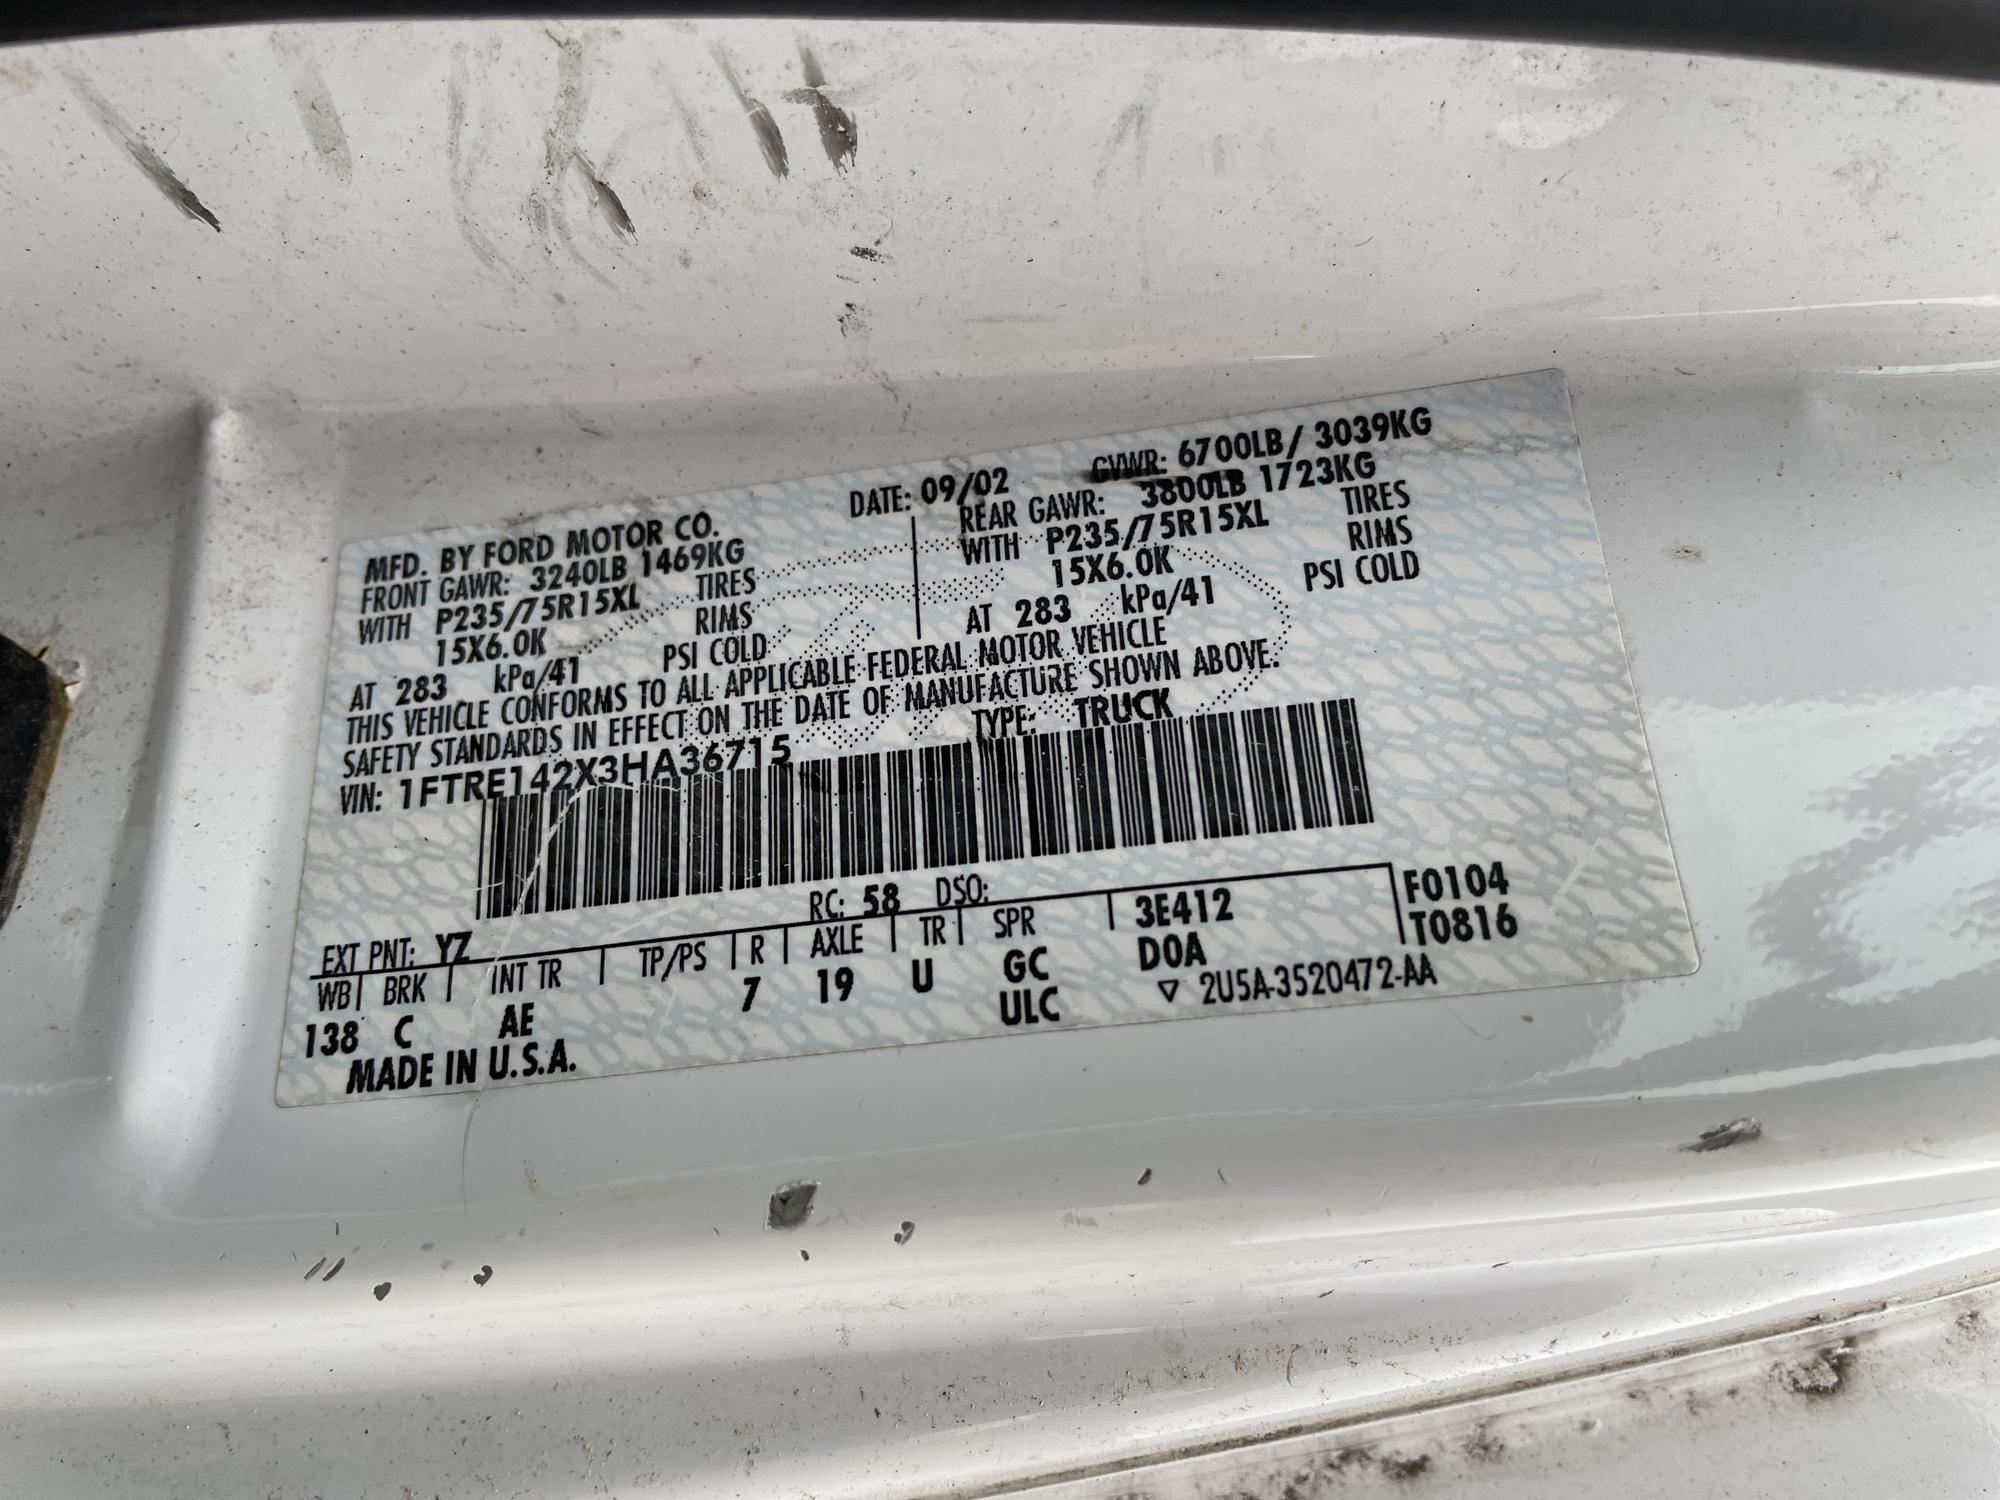 MFD. BY FORD MOTOR CO.
DATE: 09/02
GVWR: 6700LB/ 3039KG
FRONT GAWR: 3240LB 1469KG
WITH P235/75R15XL TIRES
15X6.0K RIMS
AT 283 kPa/41 PSI COLD
REAR GAWR: 3800LB 1723KG
WITH P235/75R15XL TIRES
15X6.0K RIMS
AT 283 kPa/41 PSI COLD
THIS VEHICLE CONFORMS TO ALL APPLICABLE FEDERAL MOTOR VEHICLE
SAFETY STANDARDS IN EFFECT ON THE DATE OF MANUFACTURE SHOWN ABOVE.
VIN: 1FTRE142X3HA36715
TYPE: TRUCK
EXT PNT: YZ RC: 58 DSO:
WB BRK INT TR TP/PS R AXLE TR SPR
138 C AE 7 19 U GC
ULC
3E412
D0A
F0104
T0816
MADE IN U.S.A.
▽ 2U5A-3520472-AA